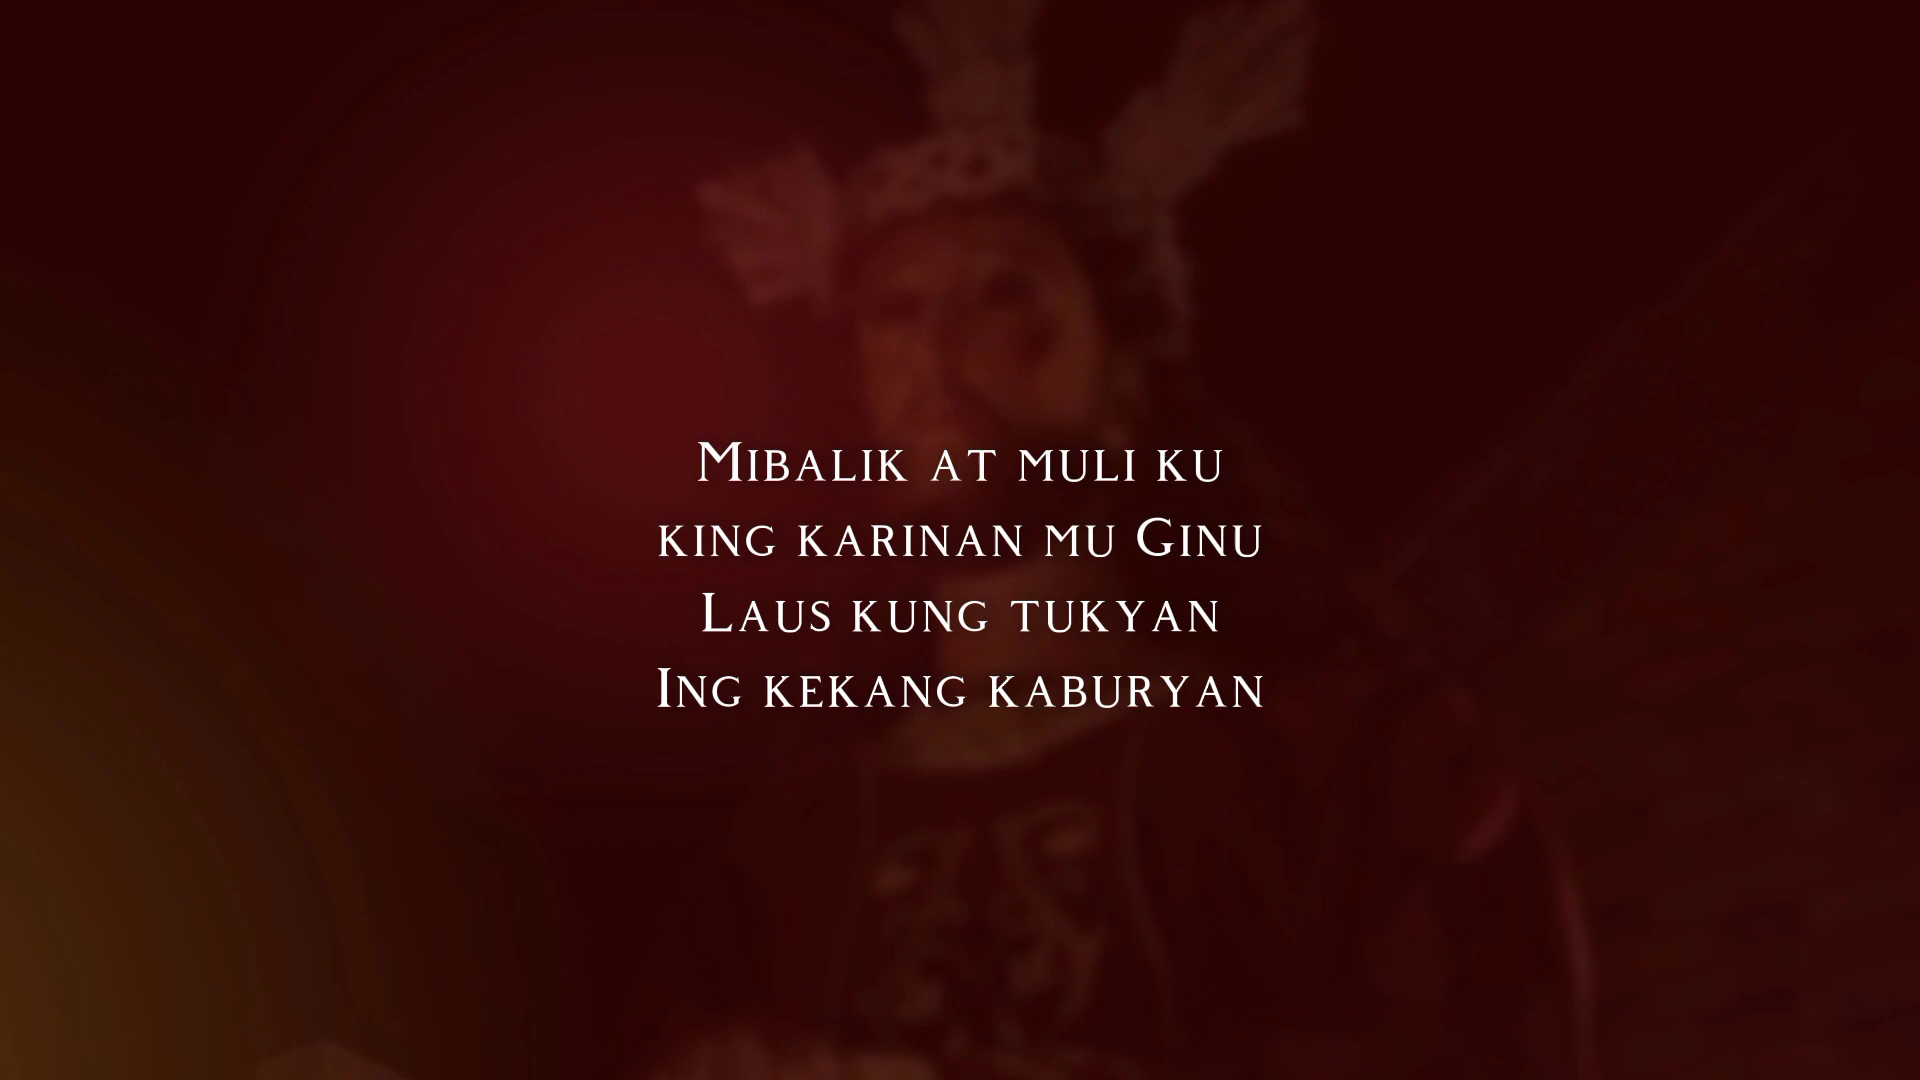 Mibalik at muli ku
king karinan mu Ginu
Laus kung tukyan
Ing kekang kaburyan